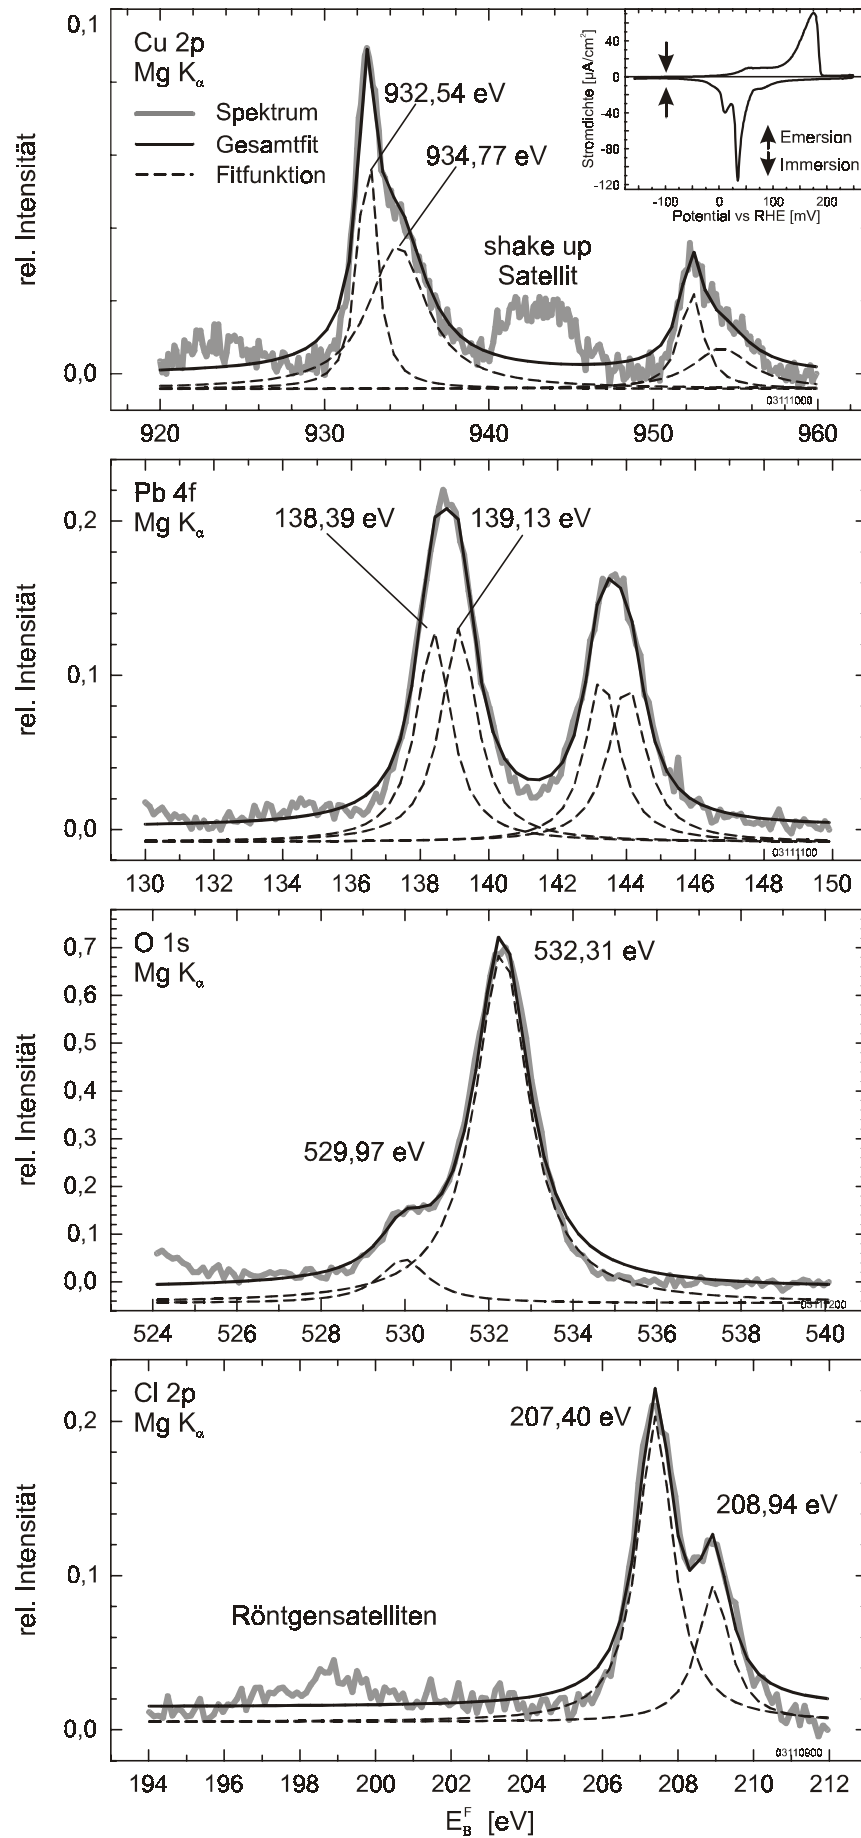 Cu 2p
Mg Kα
Spektrum
Gesamtfit
Fitfunktion
932,54 eV
934,77 eV
shake up
Satellit
rel. Intensität
0,1
0,0
920 930 940 950 960
03111000
Stromdichte [µA/cm²]
40
0
-40
-80
-120
Emersion
Immersion
-100 0 100 200
Potential vs RHE [mV]
Pb 4f
Mg Kα
138,39 eV
139,13 eV
rel. Intensität
0,2
0,1
0,0
03111100
130 132 134 136 138 140 142 144 146 148 150
O 1s
Mg Kα
532,31 eV
529,97 eV
rel. Intensität
0,7
0,6
0,5
0,4
0,3
0,2
0,1
0,0
03111200
524 526 528 530 532 534 536 538 540
Cl 2p
Mg Kα
207,40 eV
208,94 eV
Röntgensatelliten
rel. Intensität
0,2
0,1
0,0
03110900
194 196 198 200 202 204 206 208 210 212
E_B^F [eV]